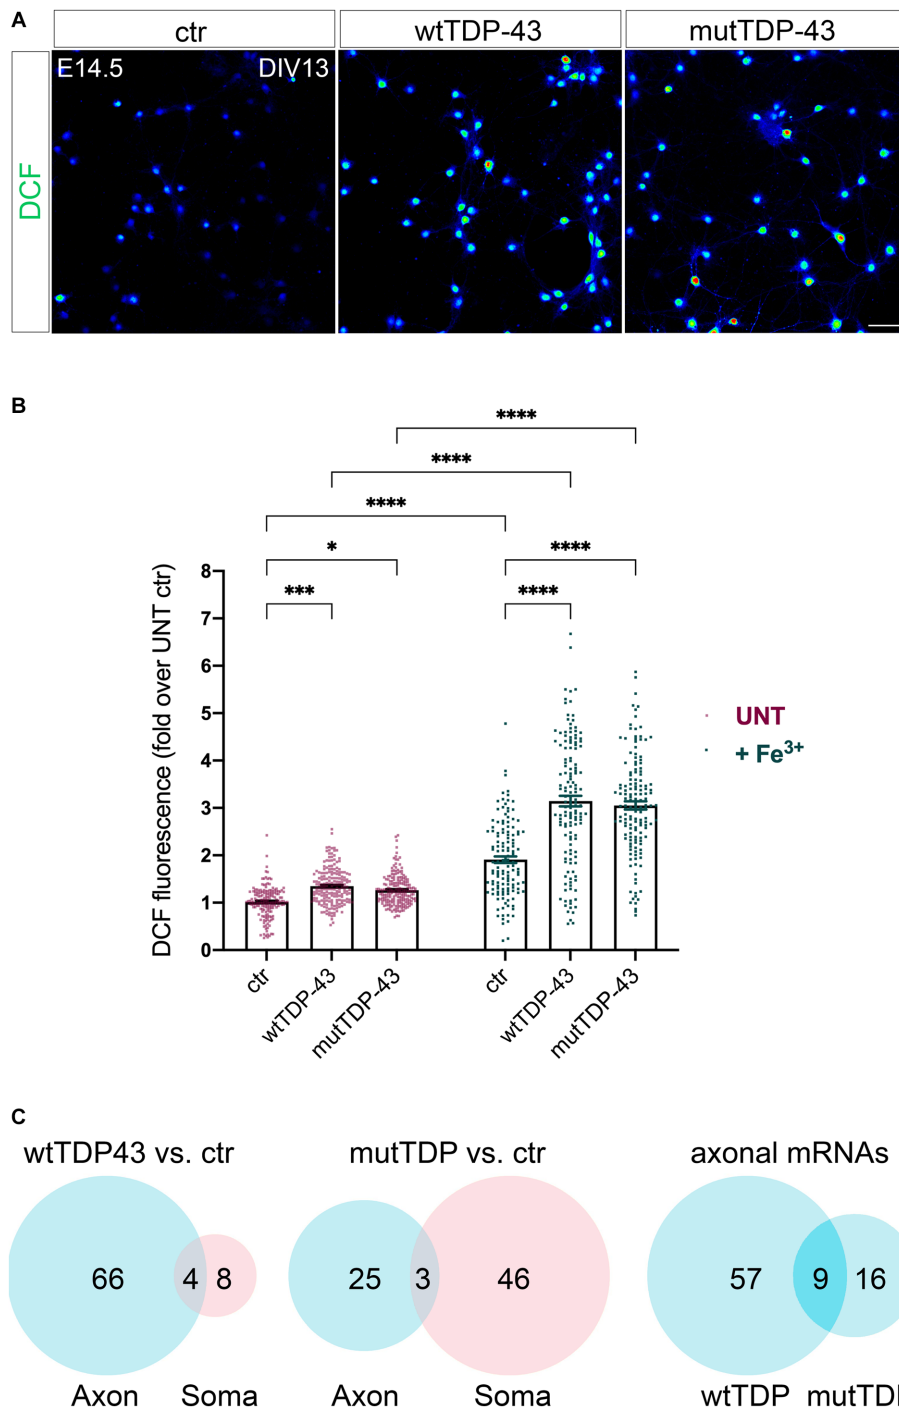 A
ctr
wtTDP-43
mutTDP-43
DCF
E14.5
DIV13
B
****
****
****
*
****
***
****
DCF fluorescence (fold over UNT ctr)
8
7
6
5
4
3
2
1
0
UNT
+ Fe3+
ctr
wtTDP-43
mutTDP-43
ctr
wtTDP-43
mutTDP-43
C
wtTDP43 vs. ctr
mutTDP vs. ctr
axonal mRNAs
66
4
8
25
3
46
57
9
16
Axon
Soma
Axon
Soma
wtTDP